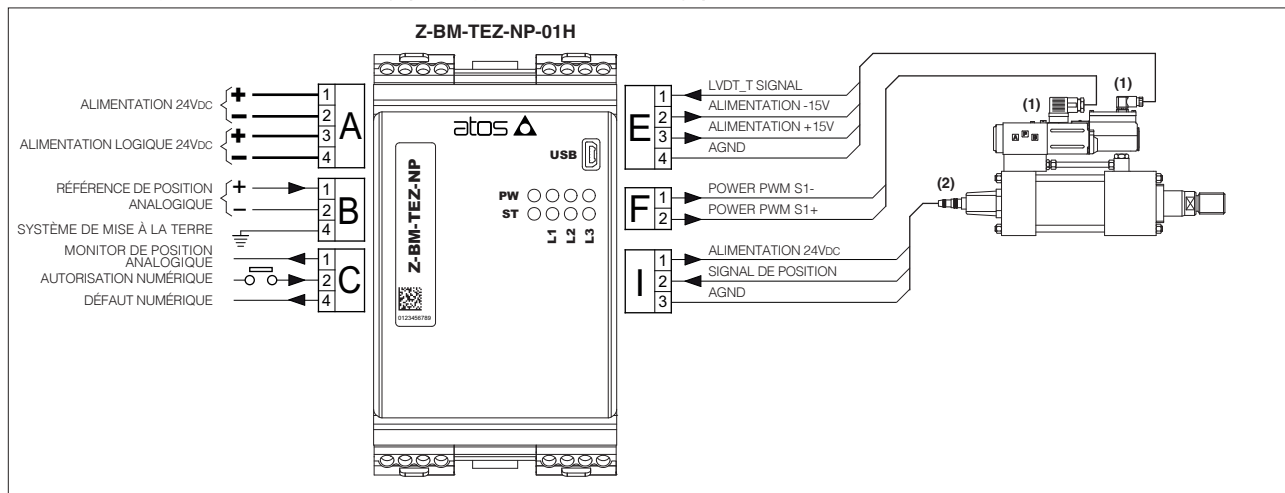 Z-BM-TEZ-NP-01H
ALIMENTATION 24VDC
+ 1
− 2
ALIMENTATION LOGIQUE 24VDC
+ 3
− 4
A
RÉFÉRENCE DE POSITION
ANALOGIQUE
+ 1
− 2
SYSTÈME DE MISE À LA TERRE
4
B
MONITOR DE POSITION
ANALOGIQUE
1
AUTORISATION NUMÉRIQUE
2
DÉFAUT NUMÉRIQUE
4
C
atos
USB
PW
ST
L1
L2
L3
Z-BM-TEZ-NP
0123456789
E
1 LVDT_T SIGNAL
2 ALIMENTATION -15V
3 ALIMENTATION +15V
4 AGND
F
1 POWER PWM S1-
2 POWER PWM S1+
I
1 ALIMENTATION 24VDC
2 SIGNAL DE POSITION
3 AGND
(1)
(1)
A P B
(2)